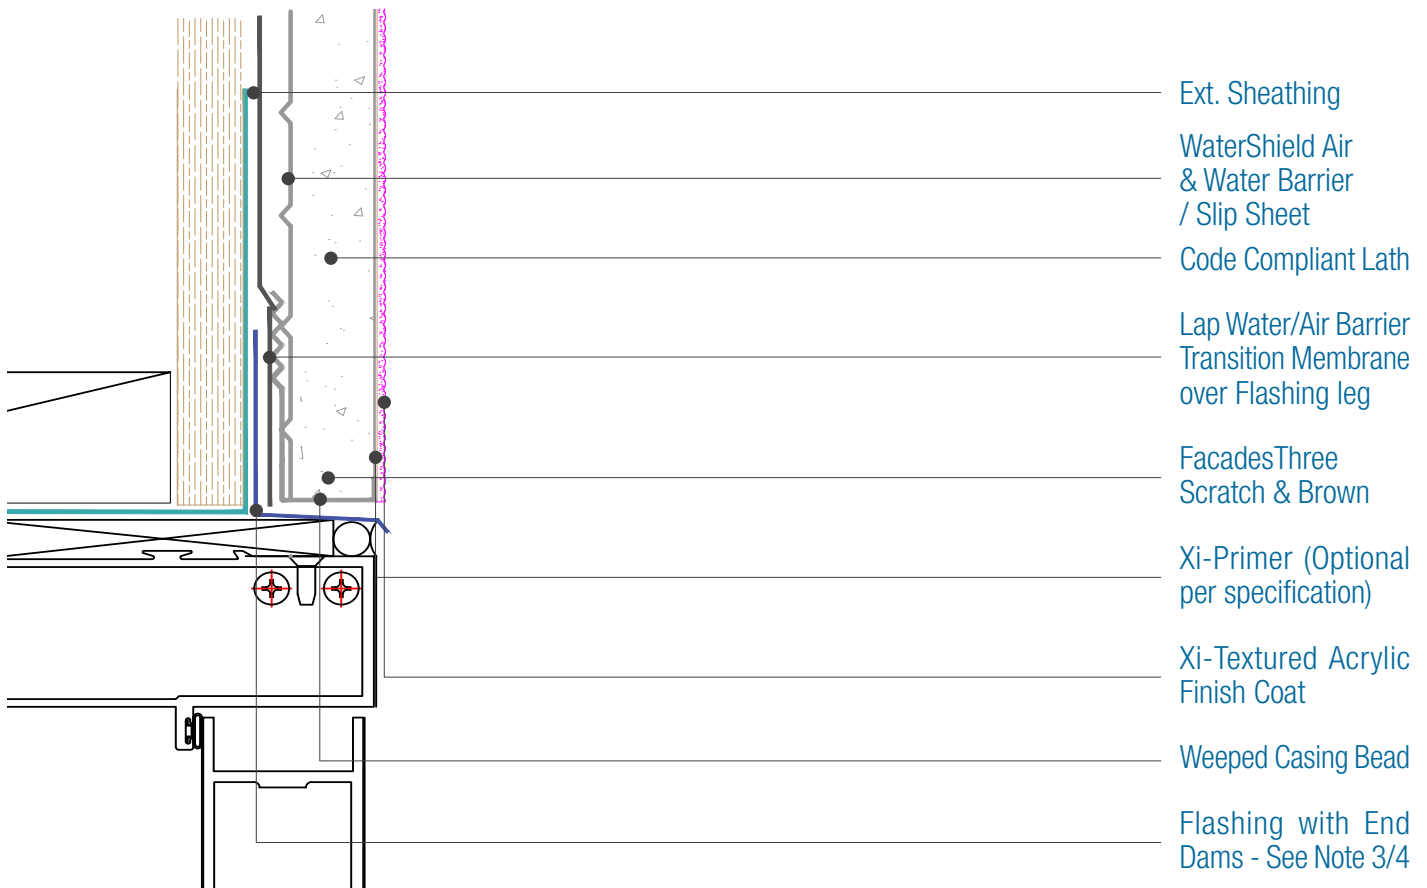 Ext. Sheathing
WaterShield Air
& Water Barrier
/ Slip Sheet
Code Compliant Lath
Lap Water/Air Barrier
Transition Membrane
over Flashing leg
FacadesThree
Scratch & Brown
Xi-Primer (Optional
per specification)
Xi-Textured Acrylic
Finish Coat
Weeped Casing Bead
Flashing with End
Dams - See Note 3/4